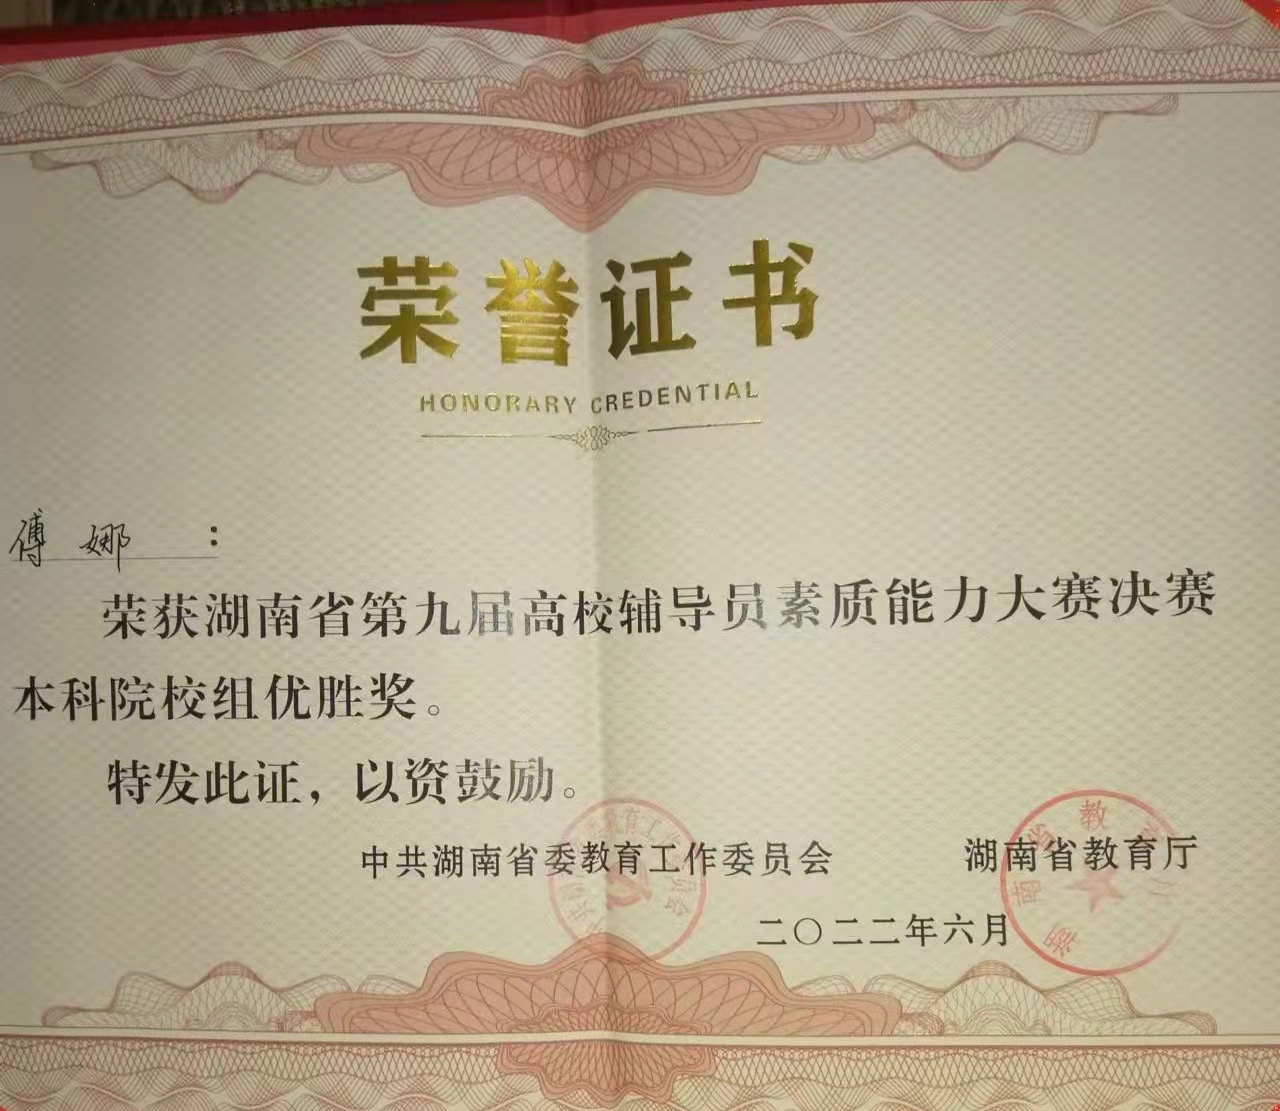 荣誉证书
HONORARY CREDENTIAL
傅娜：
荣获湖南省第九届高校辅导员素质能力大赛决赛
本科院校组优胜奖。
特发此证，以资鼓励。
中共湖南省委教育工作委员会 湖南省教育厅
二〇二二年六月